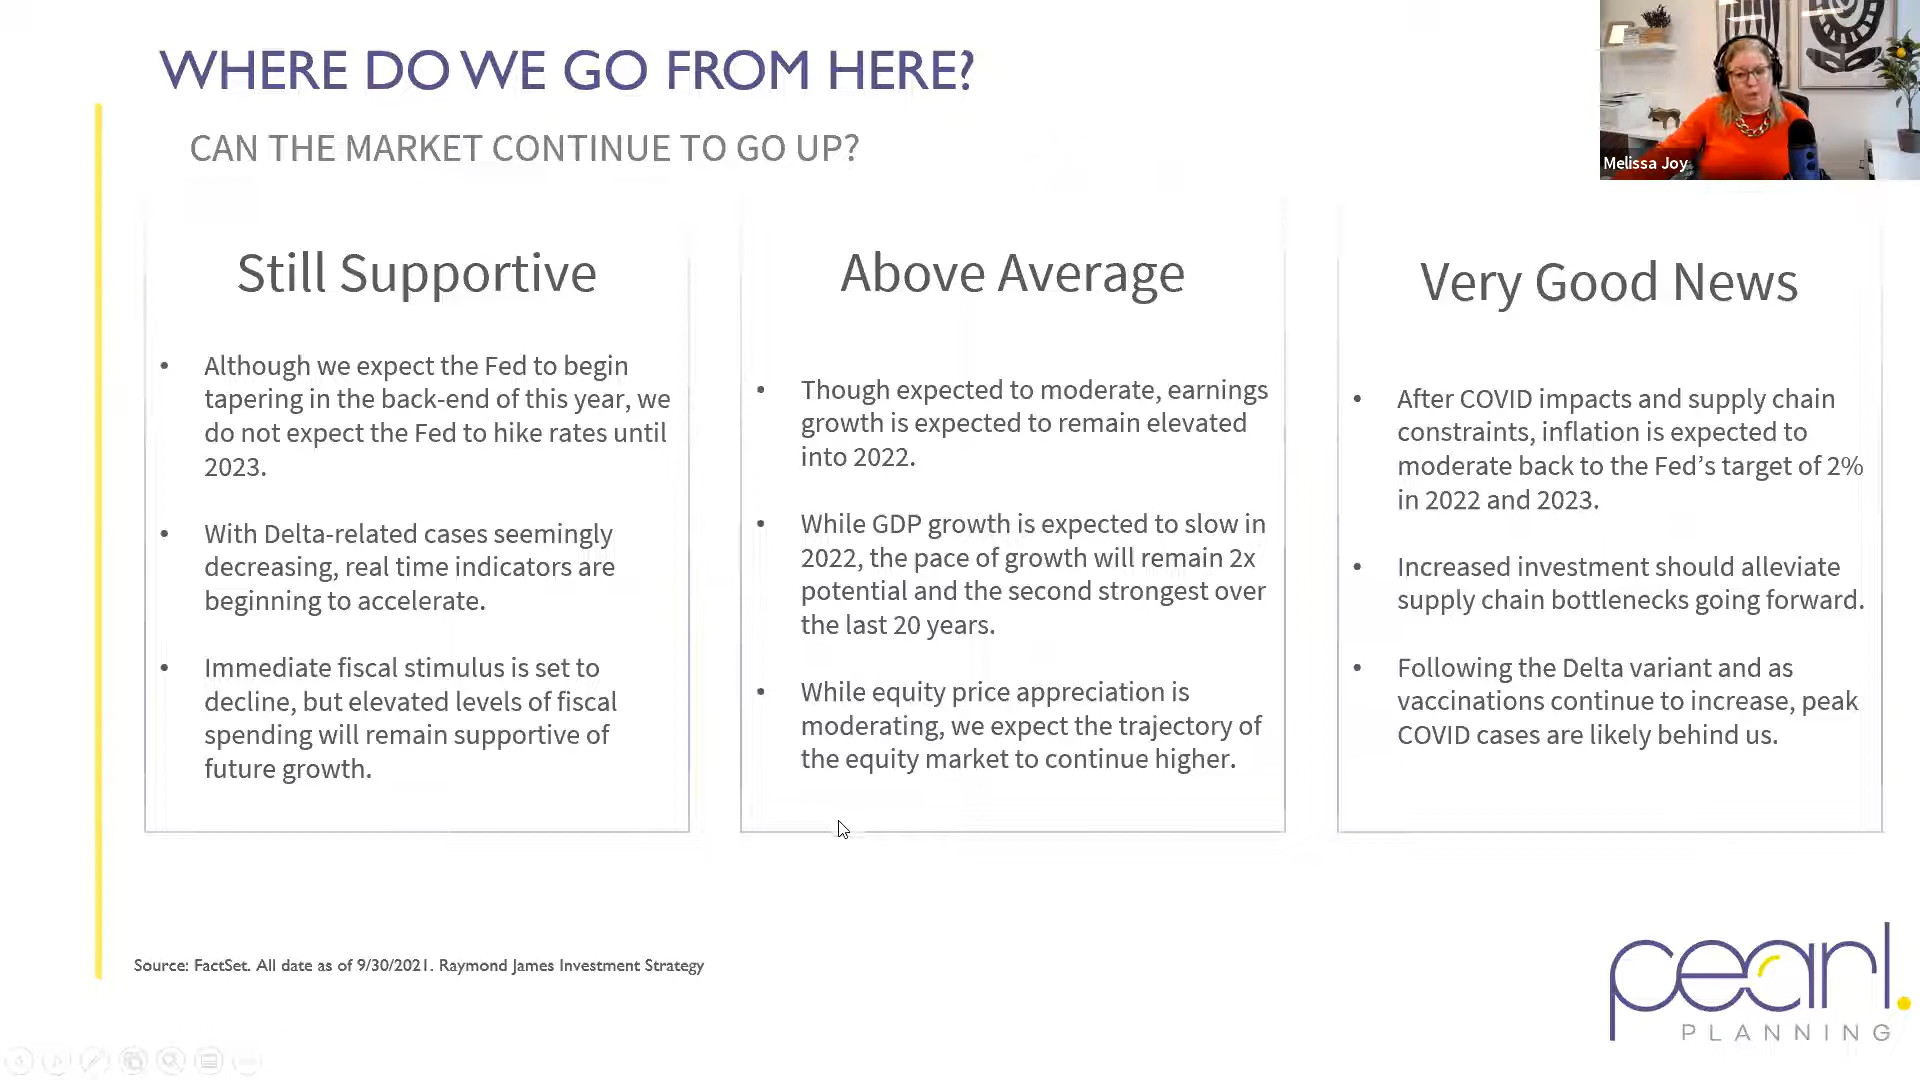 WHERE DO WE GO FROM HERE?
CAN THE MARKET CONTINUE TO GO UP?
Melissa Joy
Still Supportive
• Although we expect the Fed to begin
tapering in the back-end of this year, we
do not expect the Fed to hike rates until
2023.
• With Delta-related cases seemingly
decreasing, real time indicators are
beginning to accelerate.
• Immediate fiscal stimulus is set to
decline, but elevated levels of fiscal
spending will remain supportive of
future growth.
Above Average
• Though expected to moderate, earnings
growth is expected to remain elevated
into 2022.
• While GDP growth is expected to slow in
2022, the pace of growth will remain 2x
potential and the second strongest over
the last 20 years.
• While equity price appreciation is
moderating, we expect the trajectory of
the equity market to continue higher.
Very Good News
• After COVID impacts and supply chain
constraints, inflation is expected to
moderate back to the Fed’s target of 2%
in 2022 and 2023.
• Increased investment should alleviate
supply chain bottlenecks going forward.
• Following the Delta variant and as
vaccinations continue to increase, peak
COVID cases are likely behind us.
Source: FactSet. All date as of 9/30/2021. Raymond James Investment Strategy
pearl.
PLANNING